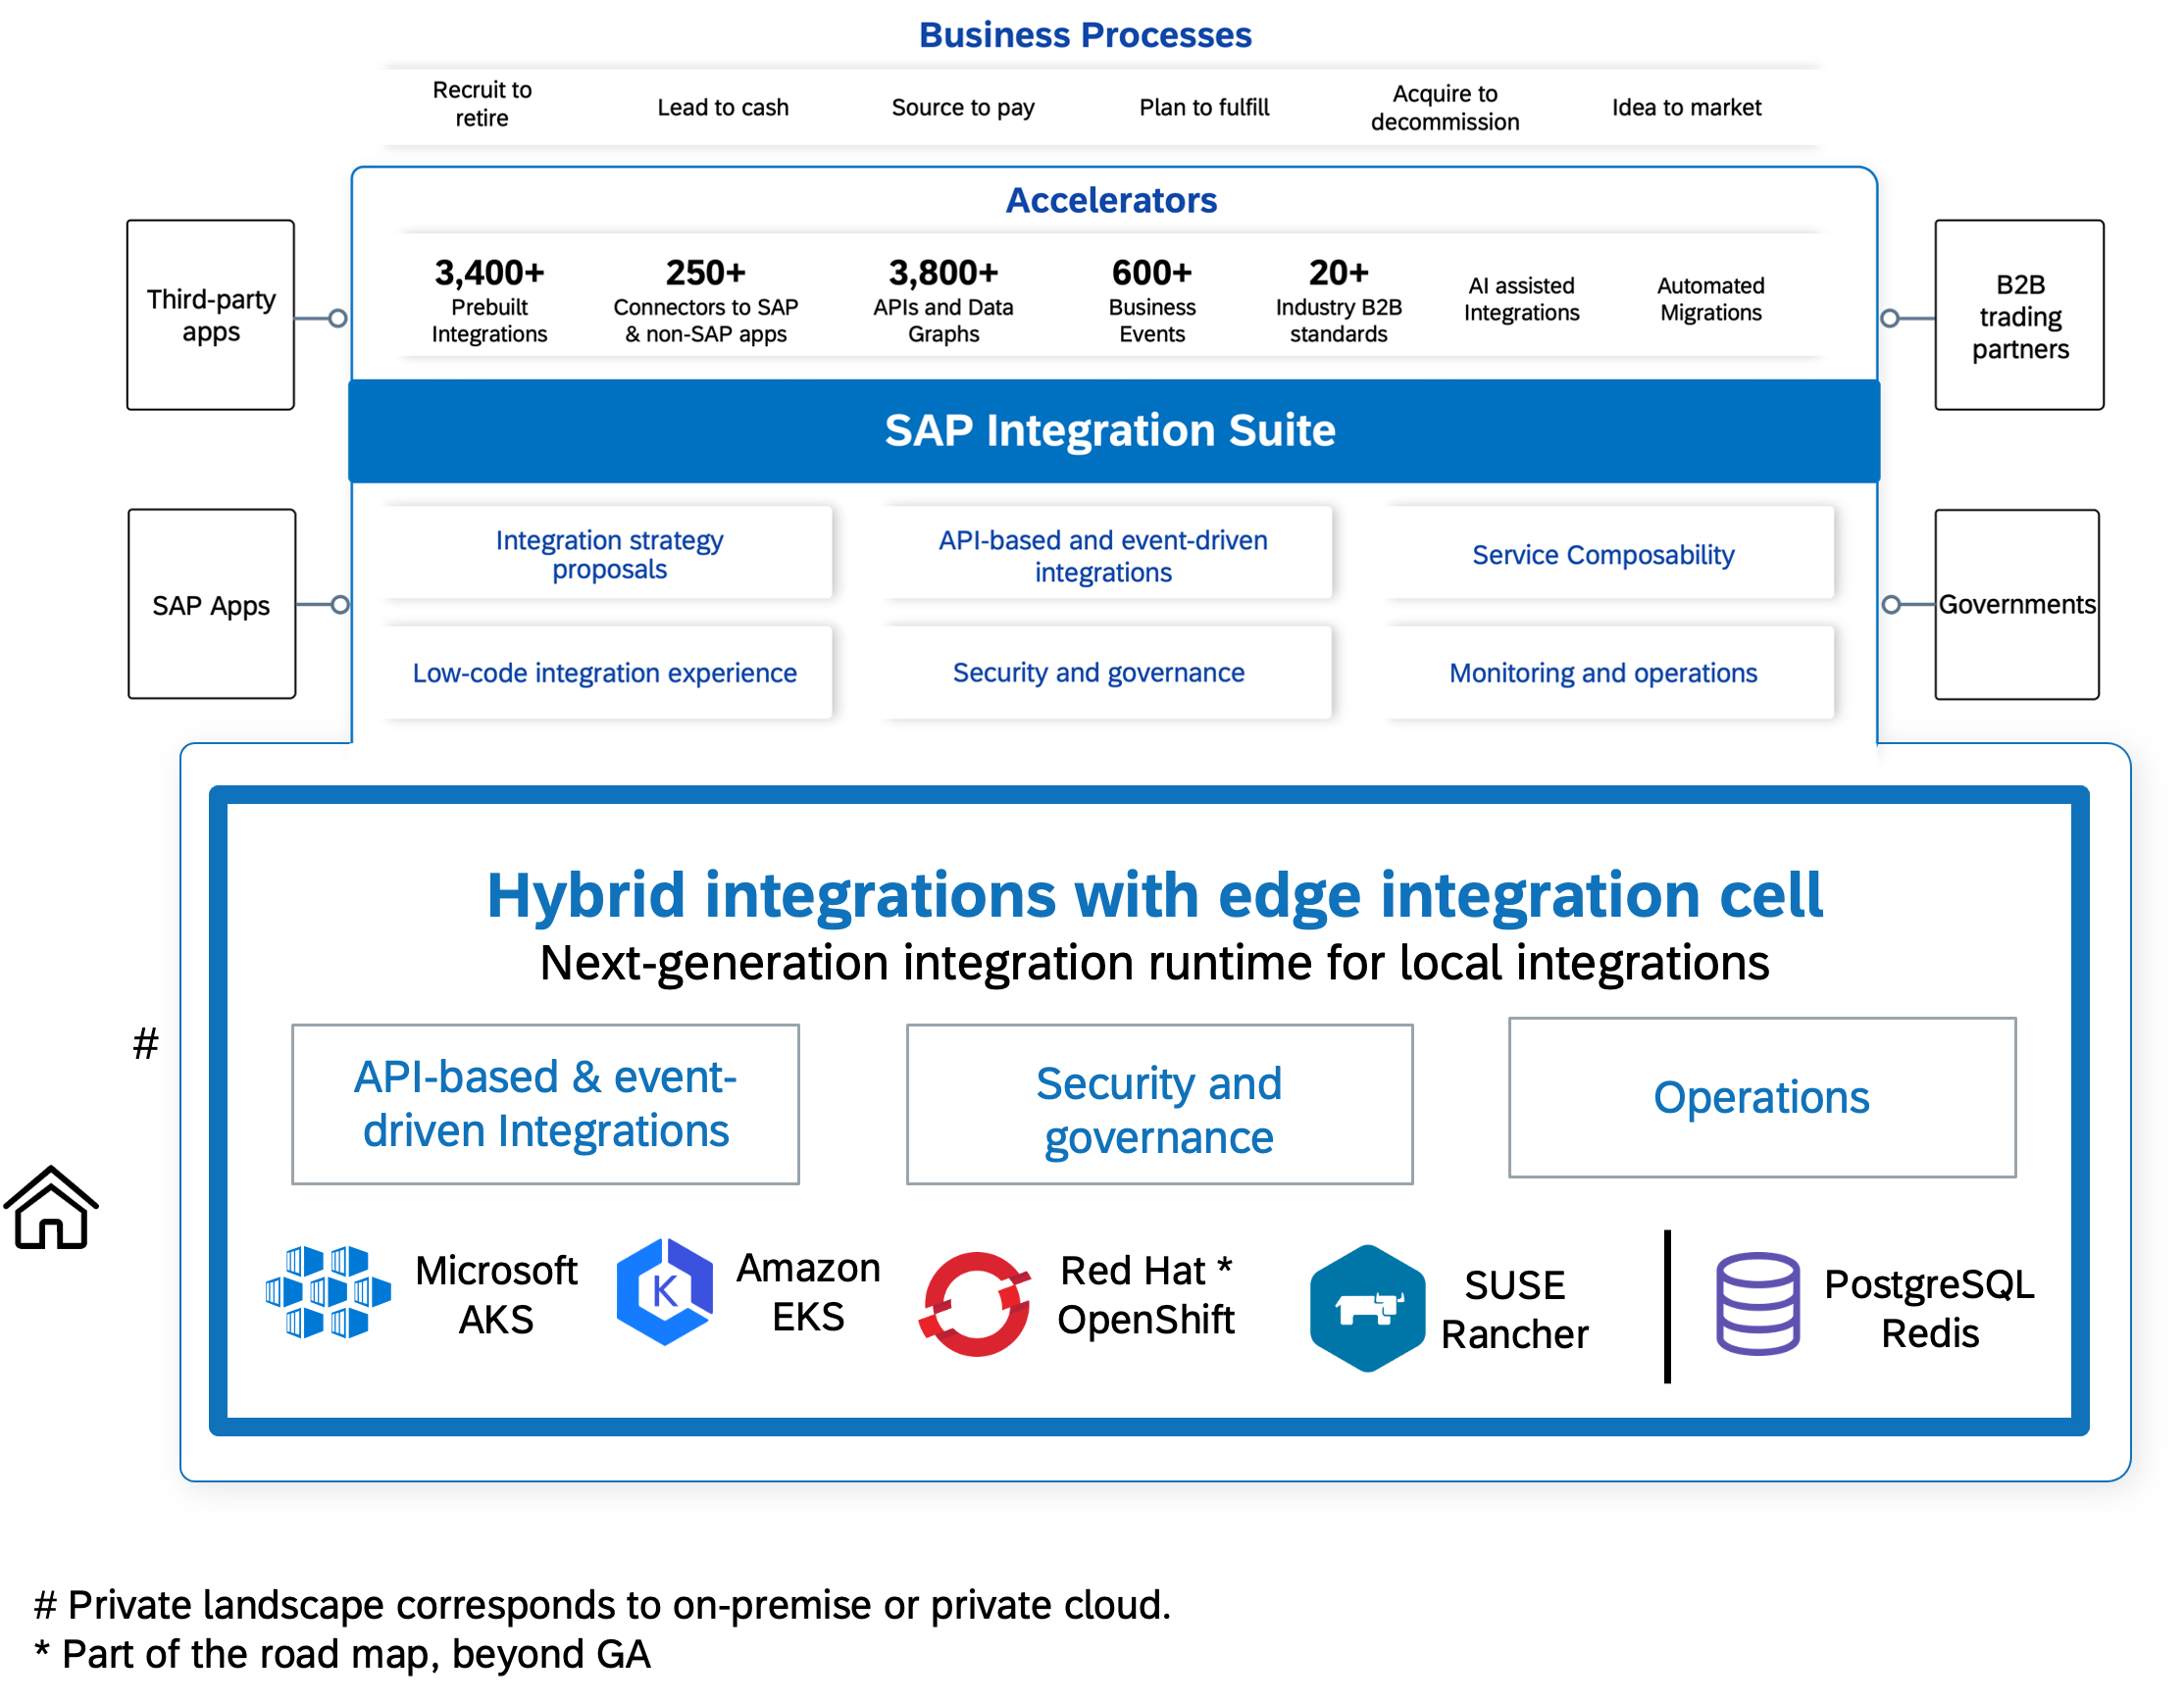 Business Processes
Recruit to
retire
Lead to cash
Source to pay
Plan to fulfill
Acquire to
decommission
Idea to market
Accelerators
3,400+
Prebuilt
Integrations
250+
Connectors to SAP
& non-SAP apps
3,800+
APIs and Data
Graphs
600+
Business
Events
20+
Industry B2B
standards
AI assisted
Integrations
Automated
Migrations
Third-party
apps
B2B
trading
partners
SAP Integration Suite
SAP Apps
Integration strategy
proposals
API-based and event-driven
integrations
Service Composability
Governments
Low-code integration experience
Security and governance
Monitoring and operations
Hybrid integrations with edge integration cell
Next-generation integration runtime for local integrations
#
API-based & event-
driven Integrations
Security and
governance
Operations
Microsoft
AKS
K
Amazon
EKS
Red Hat *
OpenShift
SUSE
Rancher
PostgreSQL
Redis
# Private landscape corresponds to on-premise or private cloud.
* Part of the road map, beyond GA